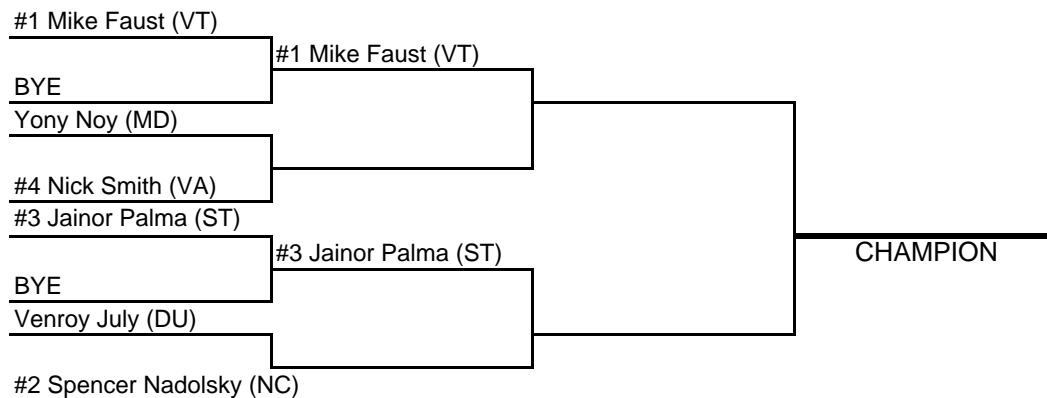 #1 Mike Faust (VT)
#1 Mike Faust (VT)
BYE
Yony Noy (MD)
#4 Nick Smith (VA)
#3 Jainor Palma (ST)
#3 Jainor Palma (ST)
CHAMPION
BYE
Venroy July (DU)
#2 Spencer Nadolsky (NC)